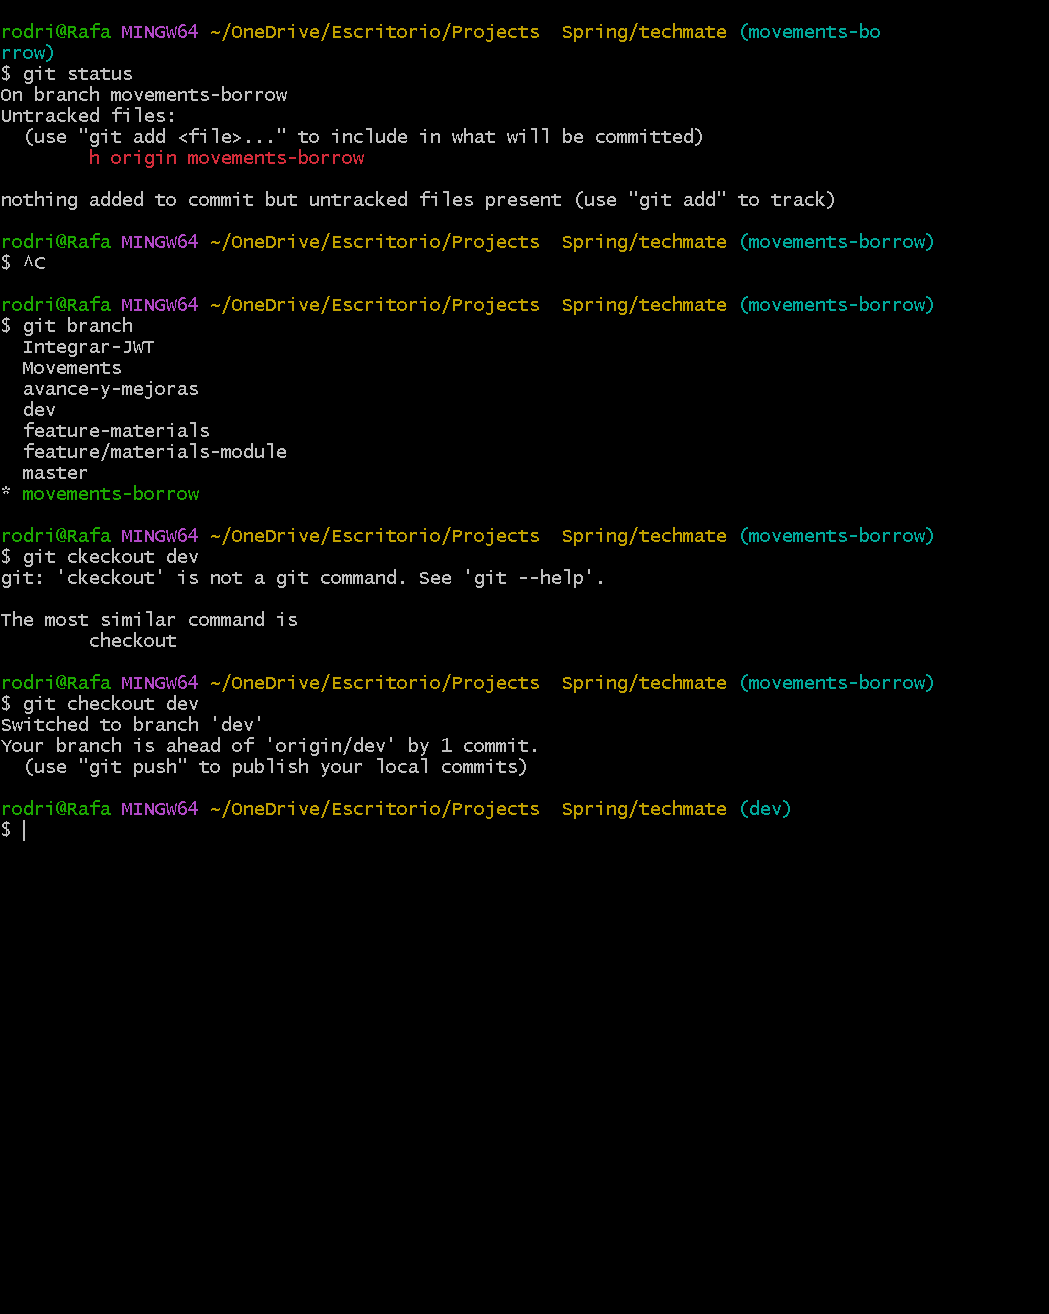 rodri@Rafa MINGW64 ~/OneDrive/Escritorio/Projects  Spring/techmate (movements-bo
rrow)
$ git status
On branch movements-borrow
Untracked files:
  (use "git add <file>..." to include in what will be committed)
        h origin movements-borrow

nothing added to commit but untracked files present (use "git add" to track)

rodri@Rafa MINGW64 ~/OneDrive/Escritorio/Projects  Spring/techmate (movements-borrow)
$ ^C

rodri@Rafa MINGW64 ~/OneDrive/Escritorio/Projects  Spring/techmate (movements-borrow)
$ git branch
  Integrar-JWT
  Movements
  avance-y-mejoras
  dev
  feature-materials
  feature/materials-module
  master
* movements-borrow

rodri@Rafa MINGW64 ~/OneDrive/Escritorio/Projects  Spring/techmate (movements-borrow)
$ git ckeckout dev
git: 'ckeckout' is not a git command. See 'git --help'.

The most similar command is
        checkout

rodri@Rafa MINGW64 ~/OneDrive/Escritorio/Projects  Spring/techmate (movements-borrow)
$ git checkout dev
Switched to branch 'dev'
Your branch is ahead of 'origin/dev' by 1 commit.
  (use "git push" to publish your local commits)

rodri@Rafa MINGW64 ~/OneDrive/Escritorio/Projects  Spring/techmate (dev)
$